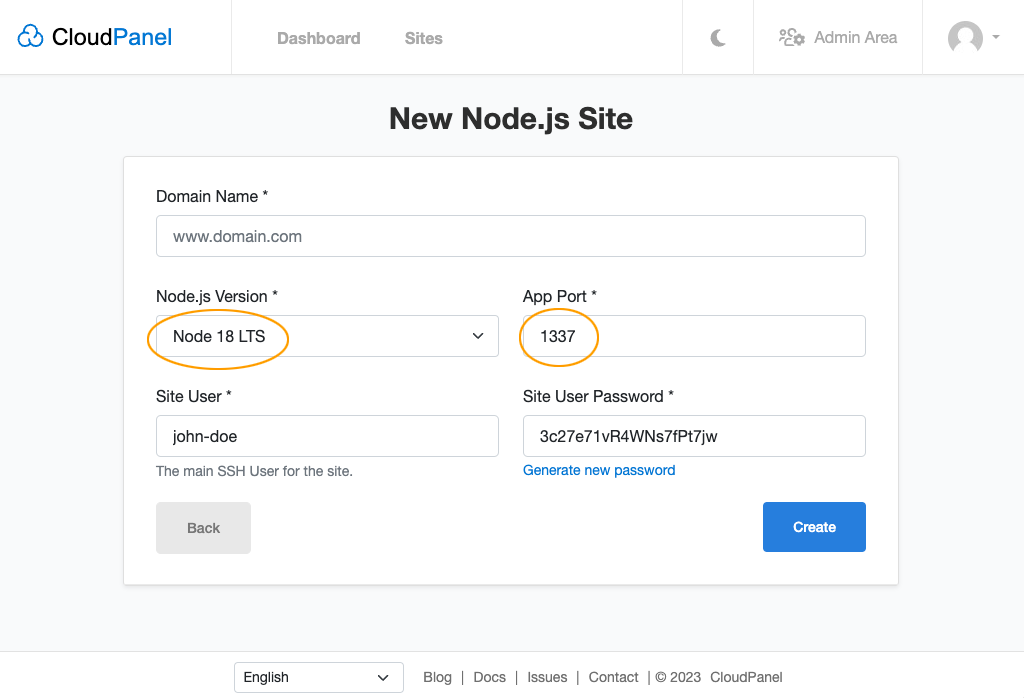 CloudPanel Dashboard Sites Admin Area
New Node.js Site
Domain Name *
www.domain.com
Node.js Version * App Port *
Node 18 LTS 1337
Site User * Site User Password *
john-doe 3c27e71vR4WNs7fPt7jw
The main SSH User for the site. Generate new password
Back Create
English Blog | Docs | Issues | Contact | © 2023 CloudPanel